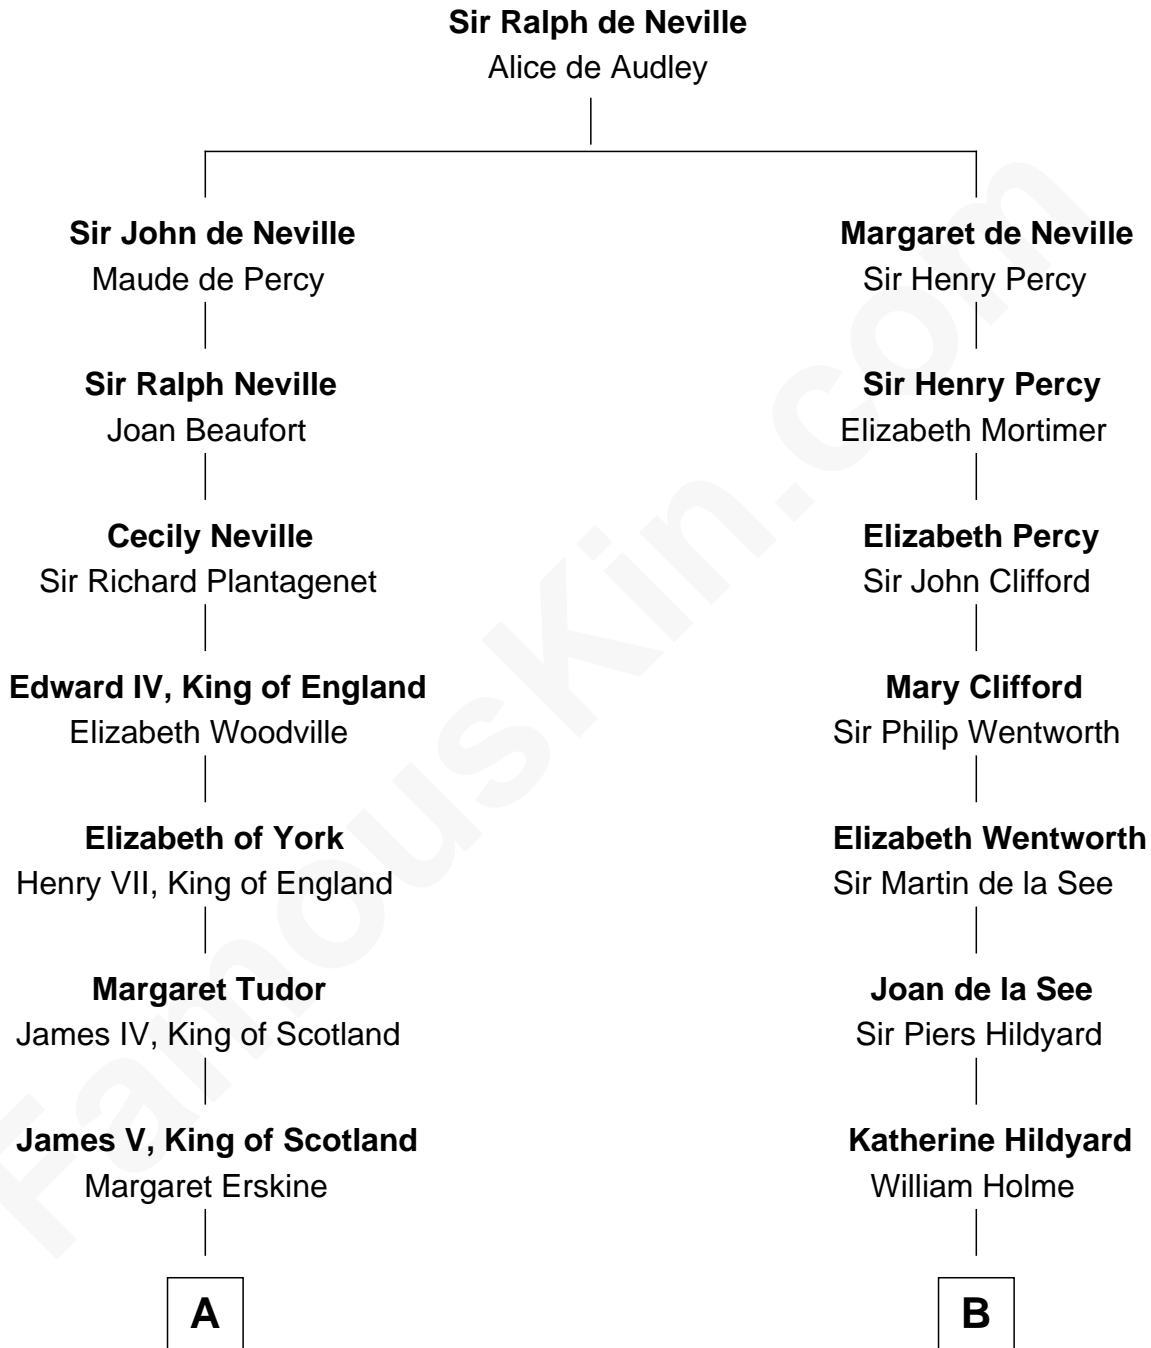 Sir Ralph de Neville
Alice de Audley
Sir John de Neville
Maude de Percy
Margaret de Neville
Sir Henry Percy
Sir Ralph Neville
Joan Beaufort
Sir Henry Percy
Elizabeth Mortimer
Cecily Neville
Sir Richard Plantagenet
Elizabeth Percy
Sir John Clifford
Edward IV, King of England
Elizabeth Woodville
Mary Clifford
Sir Philip Wentworth
Elizabeth of York
Henry VII, King of England
Elizabeth Wentworth
Sir Martin de la See
Margaret Tudor
James IV, King of Scotland
Joan de la See
Sir Piers Hildyard
James V, King of Scotland
Margaret Erskine
Katherine Hildyard
William Holme
A
B
FamousKin.com